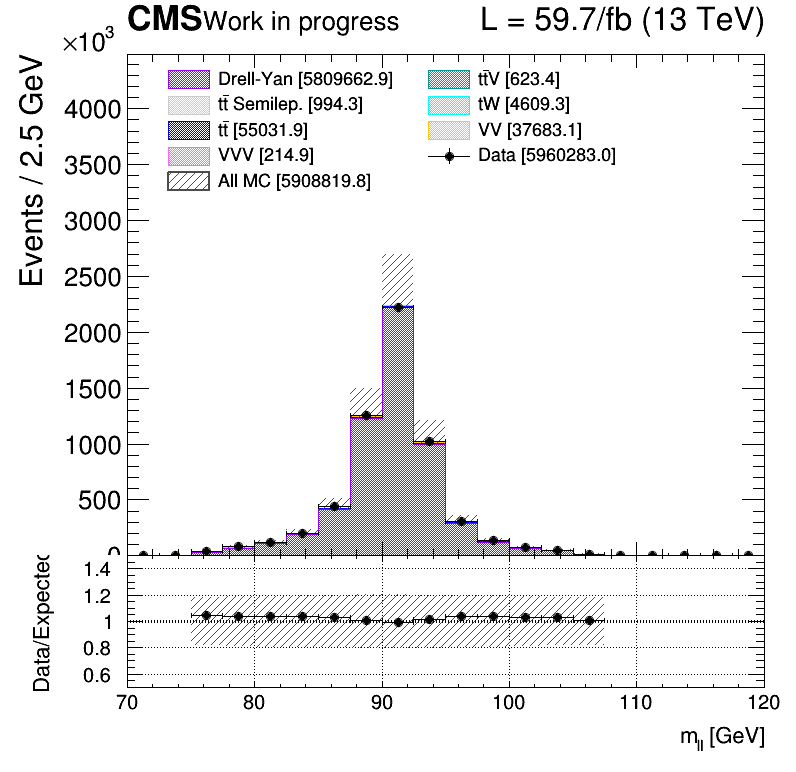 CMS Work in progress L = 59.7/fb (13 TeV)
×10³
Events / 2.5 GeV
Drell-Yan [5809662.9]
tt̄ Semilep. [994.3]
tt̄ [55031.9]
VVV [214.9]
All MC [5908819.8]
tt̄V [623.4]
tW [4609.3]
VV [37683.1]
Data [5960283.0]
4000
3500
3000
2500
2000
1500
1000
500
0
Data/Expected
1.4
1.2
1
0.8
0.6
70 80 90 100 110 120
m_ll [GeV]